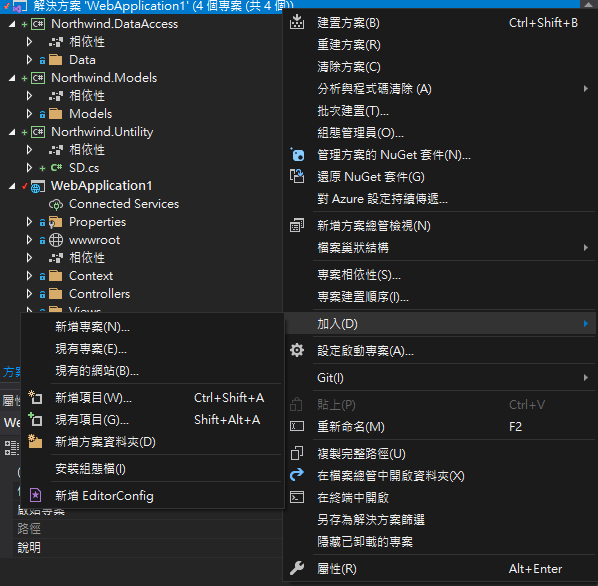 解決方案 'WebApplication1' (4 個專案 (共 4 個))
Northwind.DataAccess
相依性
Data
Northwind.Models
相依性
Models
Northwind.Untility
相依性
SD.cs
WebApplication1
Connected Services
Properties
wwwroot
相依性
Context
Controllers
Views
新增專案(N)...
現有專案(E)...
現有的網站(B)...
新增項目(W)... Ctrl+Shift+A
現有項目(G)... Shift+Alt+A
新增方案資料夾(D)
安裝組態檔(I)
新增 EditorConfig
路徑
說明
建置方案(B) Ctrl+Shift+B
重建方案(R)
清除方案(C)
分析與程式碼清除 (A)
批次建置(T)...
組態管理員(O)...
管理方案的 NuGet 套件(N)...
還原 NuGet 套件(G)
對 Azure 設定持續傳遞...
新增方案總管檢視(N)
檔案巢狀結構
專案相依性(S)...
專案建置順序(I)...
加入(D)
設定啟動專案(A)...
Git(I)
貼上(P) Ctrl+V
重新命名(M) F2
複製完整路徑(U)
在檔案總管中開啟資料夾(X)
在終端中開啟
另存為解決方案篩選
隱藏已卸載的專案
屬性(R) Alt+Enter